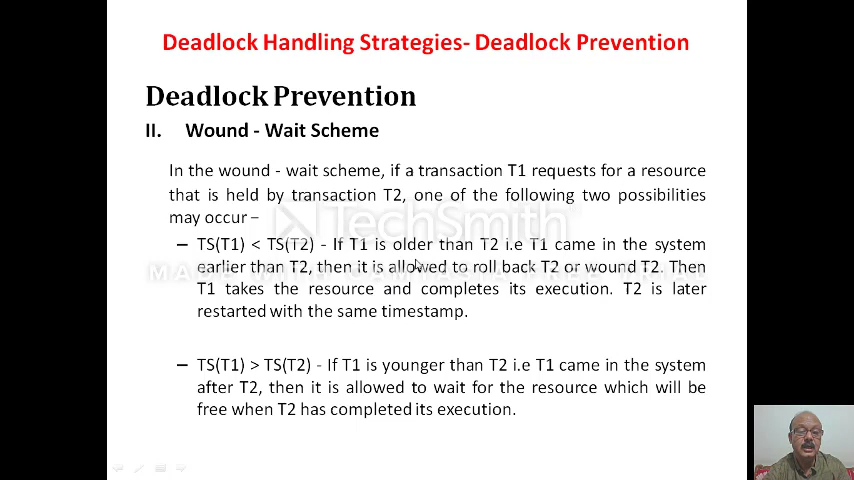 Deadlock Handling Strategies- Deadlock Prevention
Deadlock Prevention
II. Wound - Wait Scheme
In the wound - wait scheme, if a transaction T1 requests for a resource
that is held by transaction T2, one of the following two possibilities
may occur –
TechSmith
– TS(T1) < TS(T2) - If T1 is older than T2 i.e T1 came in the system
earlier than T2, then it is allowed to roll back T2 or wound T2. Then
MADE WITH CAMTASIA FREE TRIAL
T1 takes the resource and completes its execution. T2 is later
restarted with the same timestamp.
– TS(T1) > TS(T2) - If T1 is younger than T2 i.e T1 came in the system
after T2, then it is allowed to wait for the resource which will be
free when T2 has completed its execution.